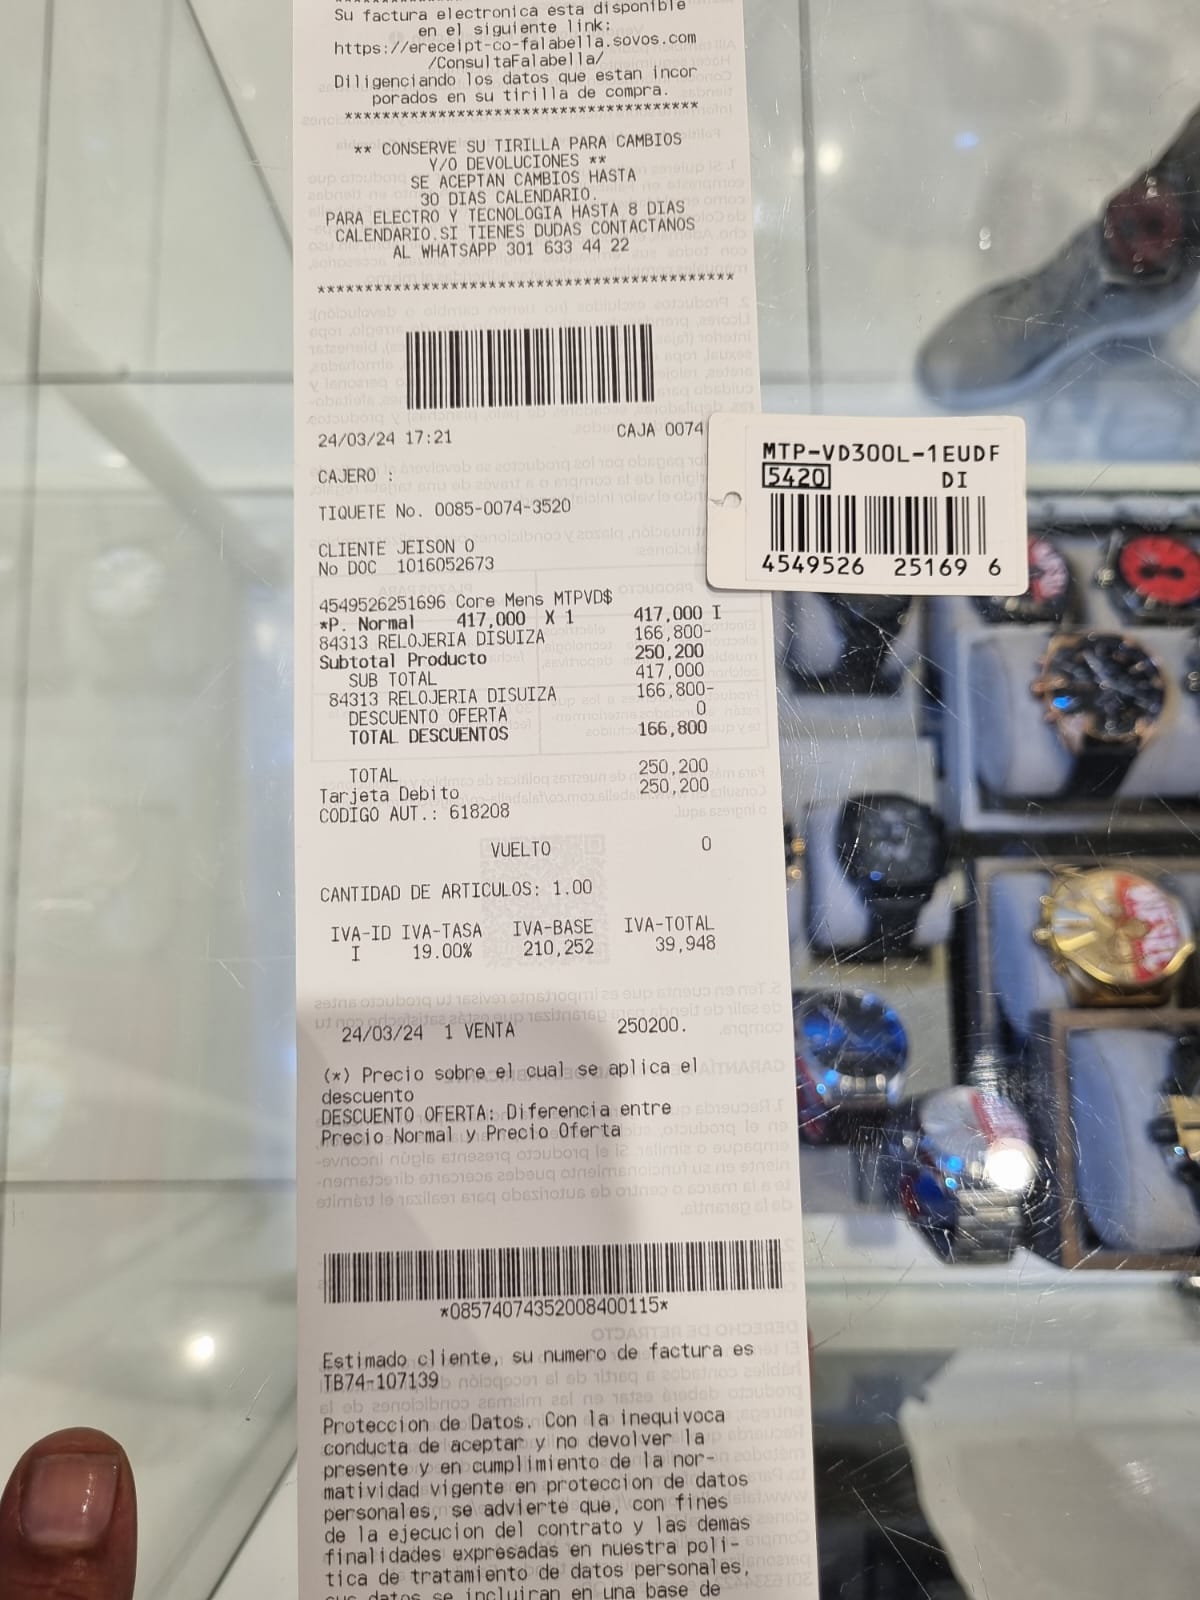 Su factura electronica esta disponible
en el siguiente link:
https://ereceipt-co-falabella.sovos.com
/ConsultaFalabella/
Diligenciando los datos que estan incor
porados en su tirilla de compra.
*************************************
** CONSERVE SU TIRILLA PARA CAMBIOS
Y/O DEVOLUCIONES **
SE ACEPTAN CAMBIOS HASTA
30 DIAS CALENDARIO.
PARA ELECTRO Y TECNOLOGIA HASTA 8 DIAS
CALENDARIO.SI TIENES DUDAS CONTACTANOS
AL WHATSAPP 301 633 44 22
********************************************
24/03/24 17:21 CAJA 0074
CAJERO :
TIQUETE No. 0085-0074-3520
CLIENTE JEISON O
No DOC 1016052673
4549526251696 Core Mens MTPVD$
*P. Normal 417,000 X 1 417,000 I
84313 RELOJERIA DISUIZA 166,800-
Subtotal Producto 250,200
SUB TOTAL 417,000
84313 RELOJERIA DISUIZA 166,800-
DESCUENTO OFERTA 0
TOTAL DESCUENTOS 166,800
TOTAL 250,200
Tarjeta Debito 250,200
CODIGO AUT.: 618208
VUELTO 0
CANTIDAD DE ARTICULOS: 1.00
IVA-ID IVA-TASA IVA-BASE IVA-TOTAL
I 19.00% 210,252 39,948
24/03/24 1 VENTA 250200.
(*) Precio sobre el cual se aplica el
descuento
DESCUENTO OFERTA: Diferencia entre
Precio Normal y Precio Oferta
*08574074352008400115*
Estimado cliente, su numero de factura es
TB74-107139
Proteccion de Datos. Con la inequivoca
conducta de aceptar y no devolver la
presente y en cumplimiento de la nor-
matividad vigente en proteccion de datos
personales, se advierte que, con fines
de la ejecucion del contrato y las demas
finalidades expresadas en nuestra poli-
tica de tratamiento de datos personales,
sus datos se incluiran en una base de
MTP-VD300L-1EUDF
5420 DI
4549526 25169 6